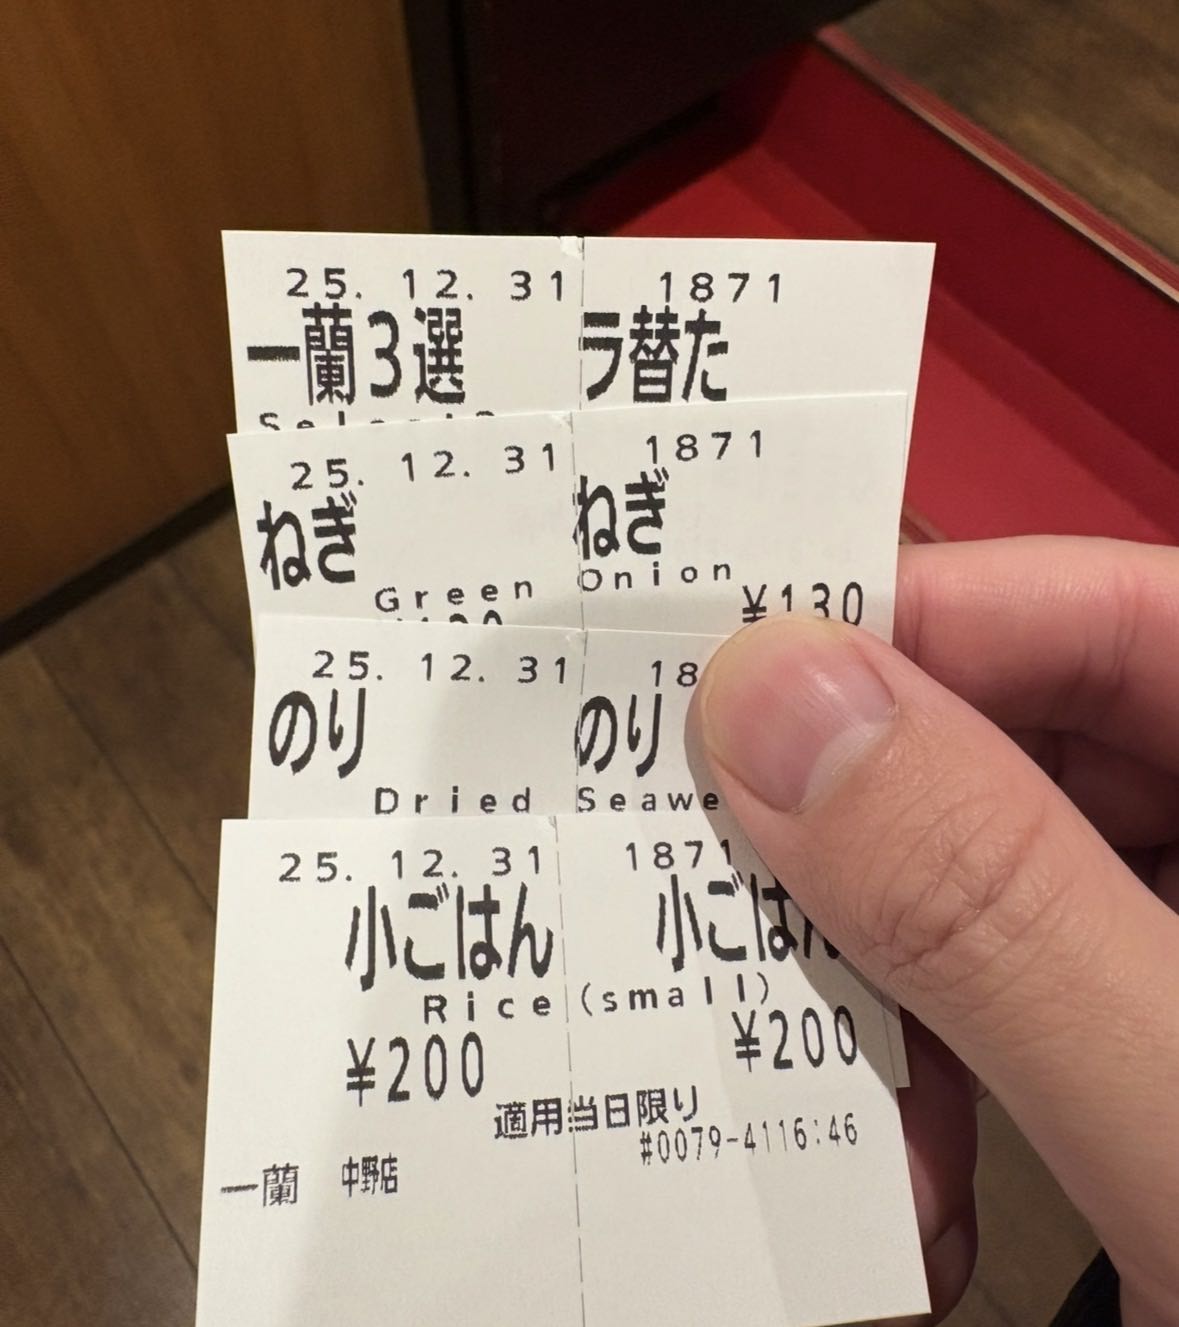 25. 12. 31 1871
一蘭3選 ラ替た
25. 12. 31 1871
ねぎ ねぎ
Green Onion
¥130
25. 12. 31 18
のり のり
Dried Seawe
25. 12. 31 1871
小ごはん 小ごはん
Rice (small)
¥200 ¥200
適用当日限り
#0079-4116:46
一蘭 中野店